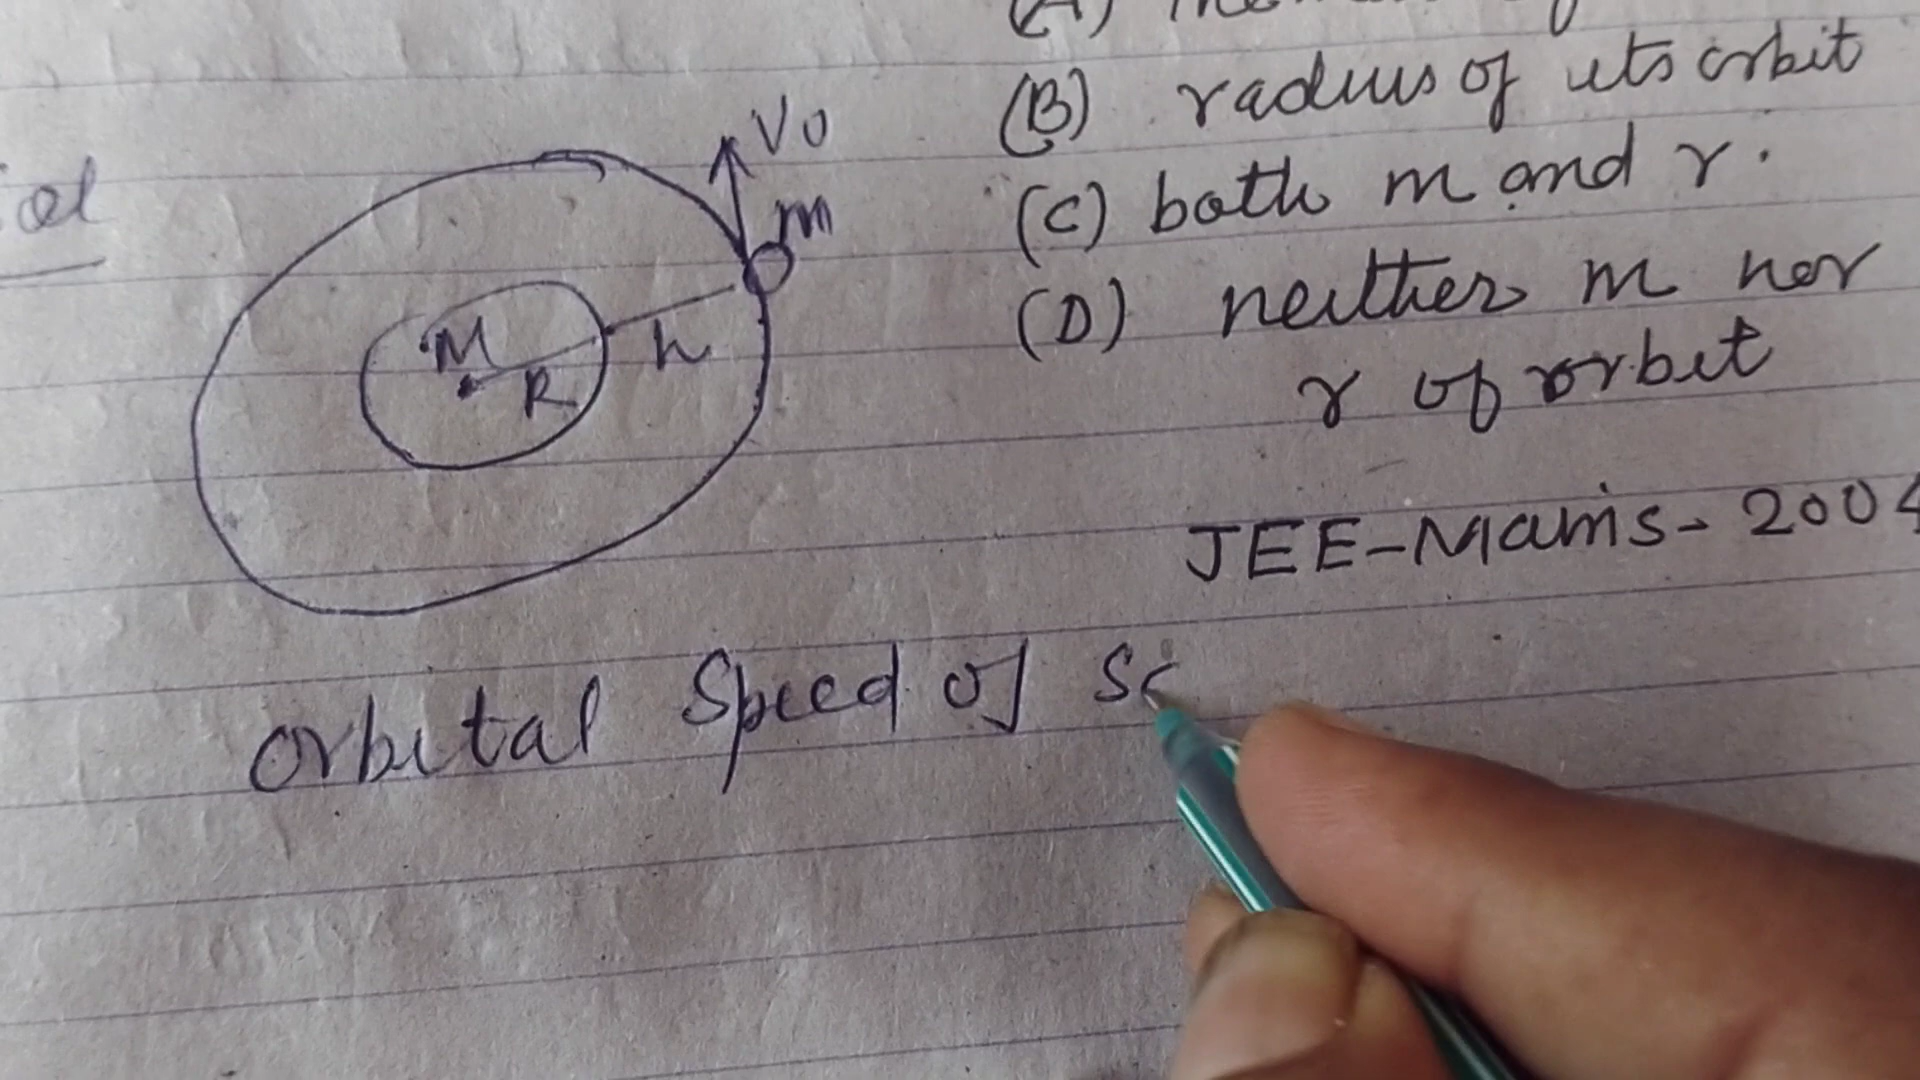 (B) radius of its orbit
(C) both m and r.
(D) neither m nor
r of orbit
JEE-Mains-2004
Vo
m
M
R
h
orbital Speed of